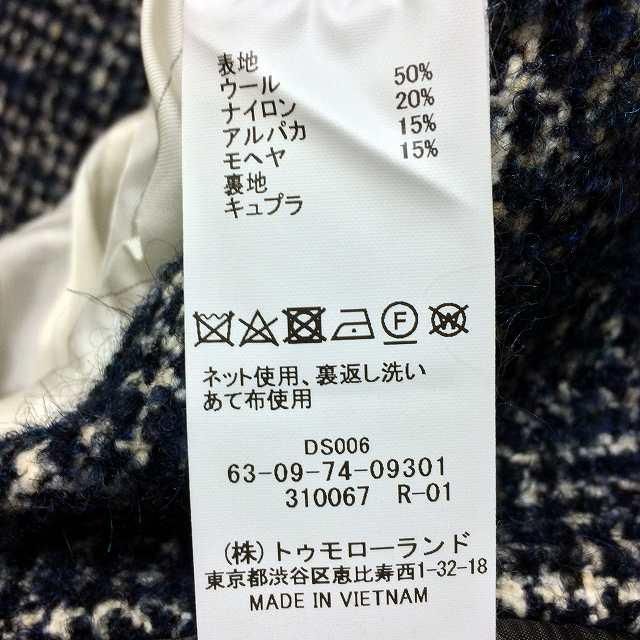 表地
ウール 50%
ナイロン 20%
アルパカ 15%
モヘヤ 15%
裏地
キュプラ
F W
ネット使用、裏返し洗い
あて布使用
DS006
63-09-74-09301
310067 R-01
(株)トゥモローランド
東京都渋谷区恵比寿西1-32-18
MADE IN VIETNAM